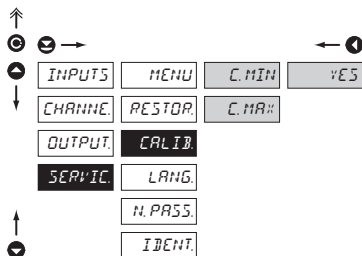 INPUTS MENU C. MIN YES
CHANNE. RESTOR. C. MAX
OUTPUT. CALIB.
SERVIC. LANG.
N. PASS.
IDENT.